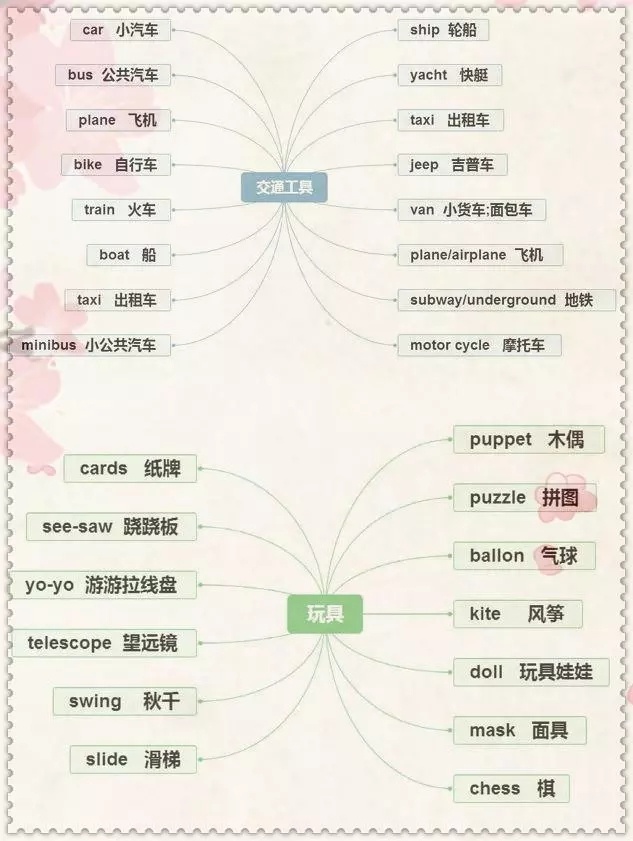 car 小汽车
bus 公共汽车
plane 飞机
bike 自行车
train 火车
boat 船
taxi 出租车
minibus 小公共汽车
交通工具
ship 轮船
yacht 快艇
taxi 出租车
jeep 吉普车
van 小货车;面包车
plane/airplane 飞机
subway/underground 地铁
motor cycle 摩托车
cards 纸牌
see-saw 跷跷板
yo-yo 游游拉线盘
telescope 望远镜
swing 秋千
slide 滑梯
玩具
puppet 木偶
puzzle 拼图
ballon 气球
kite 风筝
doll 玩具娃娃
mask 面具
chess 棋